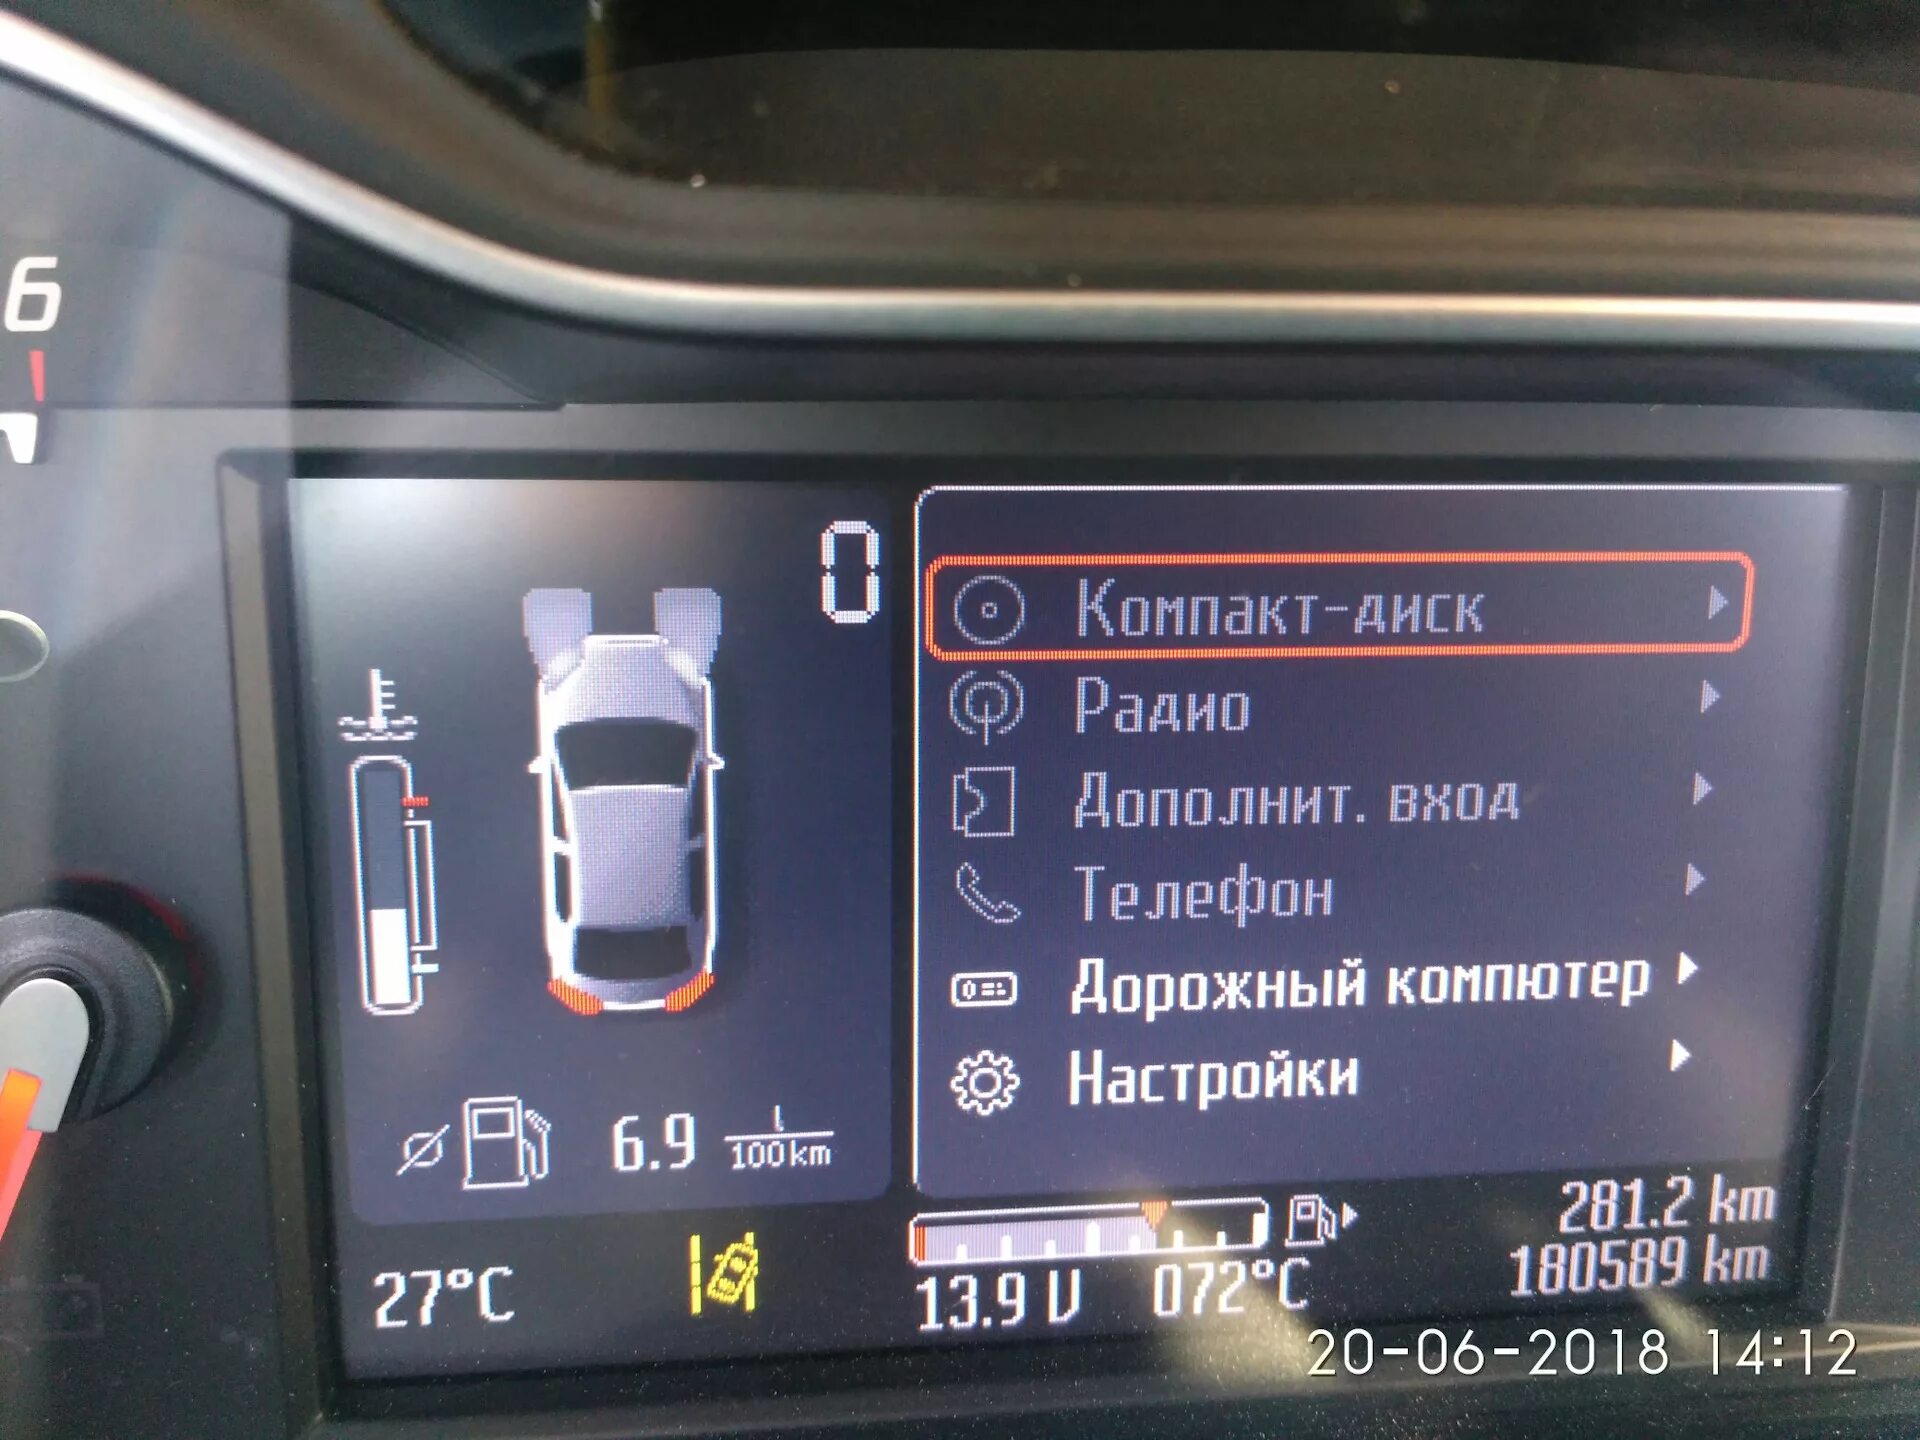 6
0
Компакт-диск
Радио
Дополнит. вход
Телефон
Дорожный компютер
Настройки
6.9 l/100km
281.2 km
180589 km
27°C
13.9 V 072°C
20-06-2018 14:12